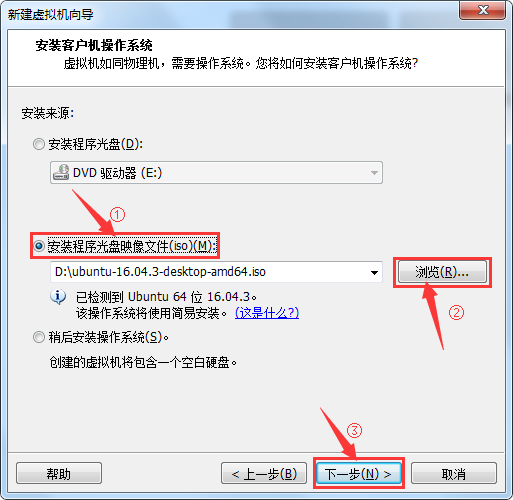 新建虚拟机向导
安装客户机操作系统
虚拟机如同物理机，需要操作系统。您将如何安装客户机操作系统?
安装来源:
安装程序光盘(D):
DVD 驱动器 (E:)
①
安装程序光盘映像文件(iso)(M):
D:\ubuntu-16.04.3-desktop-amd64.iso
浏览(R)...
②
已检测到 Ubuntu 64 位 16.04.3。
该操作系统将使用简易安装。(这是什么?)
稍后安装操作系统(S)。
创建的虚拟机将包含一个空白硬盘。
③
帮助
< 上一步(B)
下一步(N) >
取消